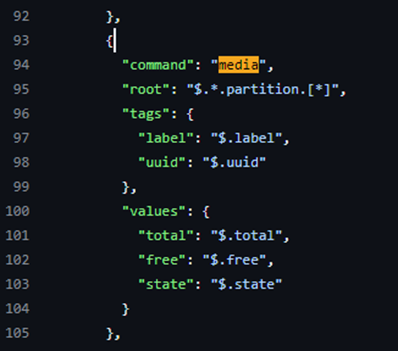 92 },
93 {
94 "command": "media",
95 "root": "$.*.partition.[*]",
96 "tags": {
97 "label": "$.label",
98 "uuid": "$.uuid"
99 },
100 "values": {
101 "total": "$.total",
102 "free": "$.free",
103 "state": "$.state"
104 }
105 },